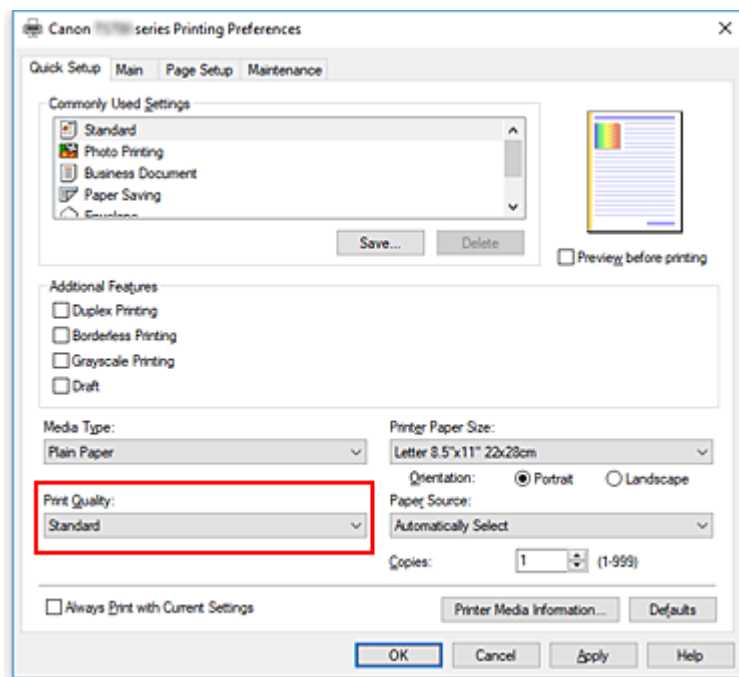 Canon series Printing Preferences
Quick Setup Main Page Setup Maintenance
Commonly Used Settings
Standard
Photo Printing
Business Document
Paper Saving
Save... Delete
Preview before printing
Additional Features
Duplex Printing
Borderless Printing
Grayscale Printing
Draft
Media Type: Printer Paper Size:
Plain Paper Letter 8.5"x11" 22x28cm
Orientation: Portrait Landscape
Print Quality: Paper Source:
Standard Automatically Select
Copies: 1 (1-999)
Always Print with Current Settings Printer Media Information... Defaults
OK Cancel Apply Help